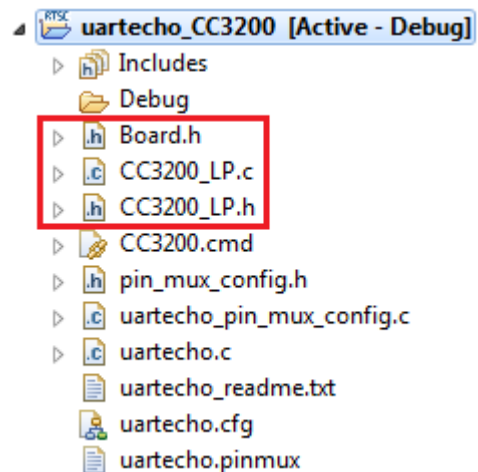 RTSC uartecho_CC3200 [Active - Debug]
h Includes
Debug
.h Board.h
.c CC3200_LP.c
.h CC3200_LP.h
CC3200.cmd
.h pin_mux_config.h
.c uartecho_pin_mux_config.c
.c uartecho.c
uartecho_readme.txt
uartecho.cfg
uartecho.pinmux